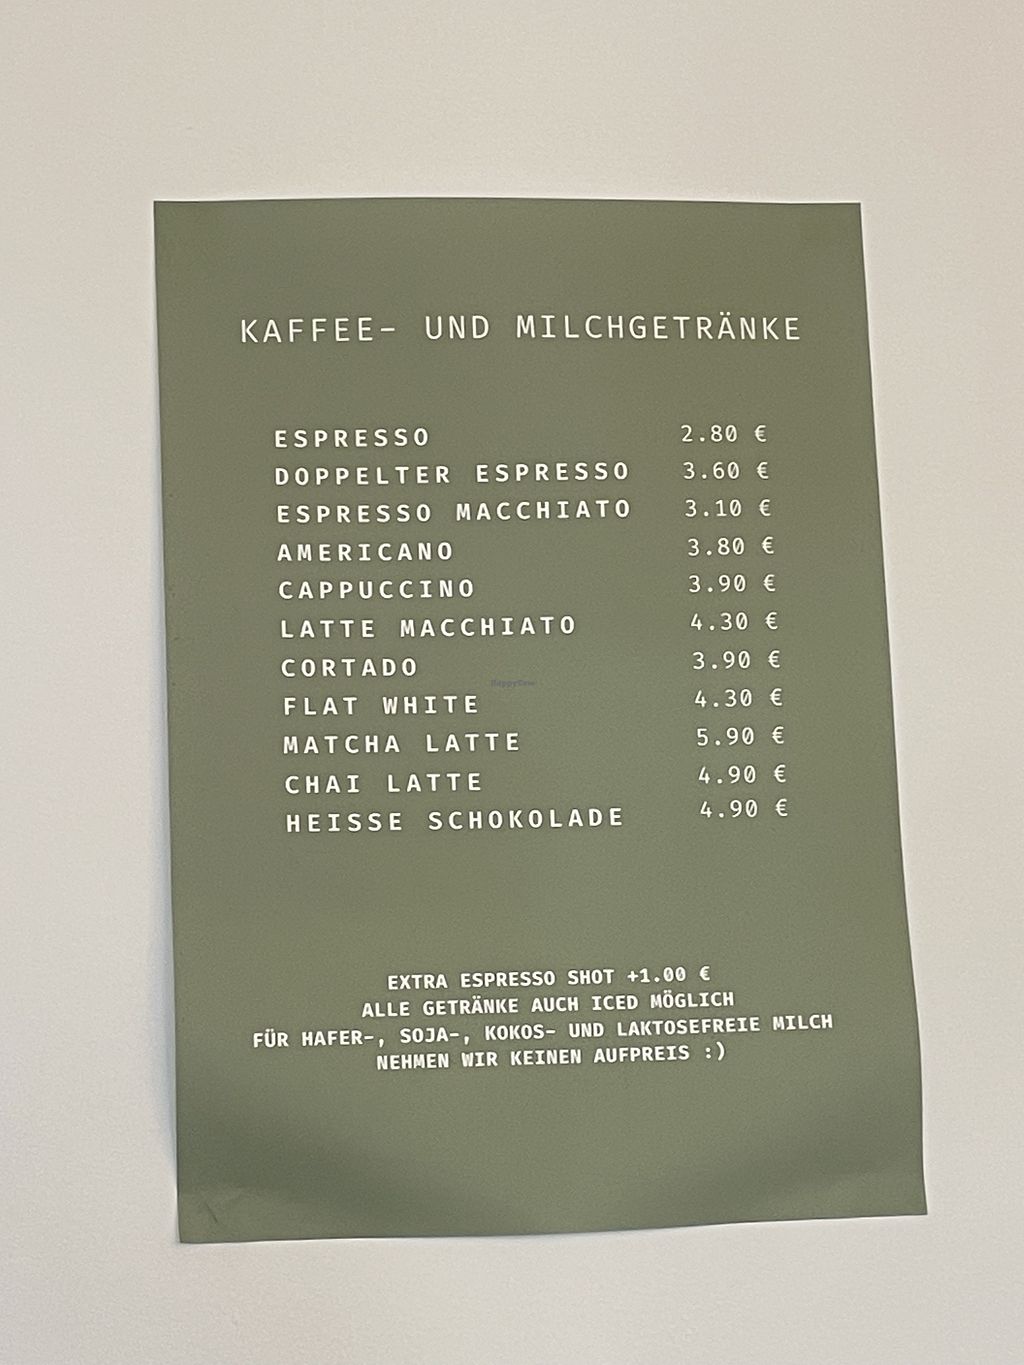 KAFFEE- UND MILCHGETRÄNKE
ESPRESSO 2.80 €
DOPPELTER ESPRESSO 3.60 €
ESPRESSO MACCHIATO 3.10 €
AMERICANO 3.80 €
CAPPUCCINO 3.90 €
LATTE MACCHIATO 4.30 €
CORTADO 3.90 €
FLAT WHITE 4.30 €
MATCHA LATTE 5.90 €
CHAI LATTE 4.90 €
HEISSE SCHOKOLADE 4.90 €
EXTRA ESPRESSO SHOT +1.00 €
ALLE GETRÄNKE AUCH ICED MÖGLICH
FÜR HAFER-, SOJA-, KOKOS- UND LAKTOSEFREIE MILCH
NEHMEN WIR KEINEN AUFPREIS :)